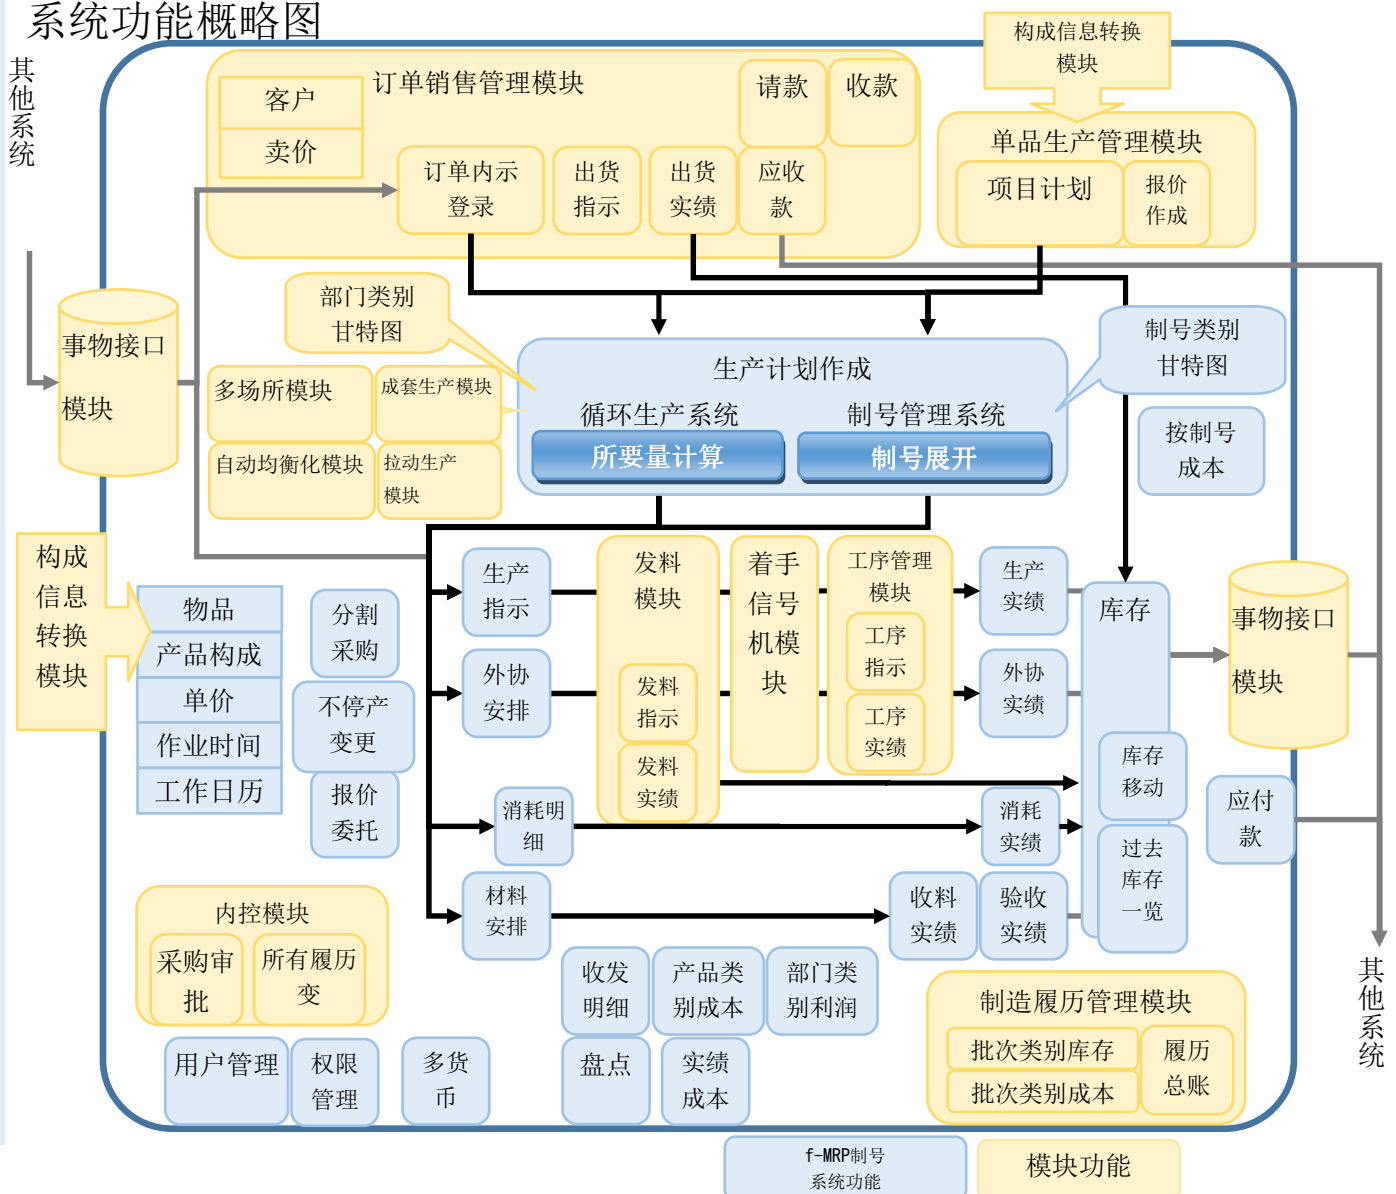 系统功能概略图
其他系统
构成信息转换
模块
订单销售管理模块
客户
卖价
请款
收款
订单内示
登录
出货
指示
出货
实绩
应收
款
单品生产管理模块
项目计划
报价
作成
事物接口
模块
部门类别
甘特图
制号类别
甘特图
多场所模块
成套生产模块
自动均衡化模块
拉动生产
模块
生产计划作成
循环生产系统
制号管理系统
所要量计算
制号展开
按制号
成本
构成
信息
转换
模块
物品
产品构成
单价
作业时间
工作日历
分割
采购
不停产
变更
报价
委托
生产
指示
外协
安排
消耗明
细
材料
安排
发料
模块
发料
指示
发料
实绩
着手
信号
机模
块
工序管理
模块
工序
指示
工序
实绩
生产
实绩
外协
实绩
消耗
实绩
收料
实绩
验收
实绩
库存
库存
移动
过去
库存
一览
事物接口
模块
应付
款
其他系统
内控模块
采购审
批
所有履历
变
用户管理
权限
管理
多货
币
收发
明细
产品类
别成本
部门类
别利润
盘点
实绩
成本
制造履历管理模块
批次类别库存
批次类别成本
履历
总账
f-MRP制号
系统功能
模块功能